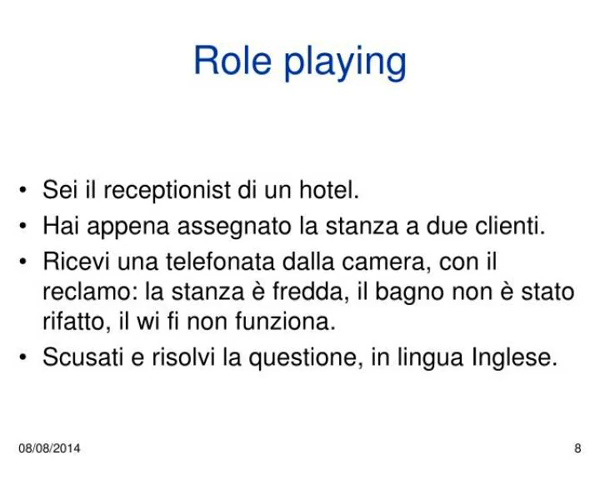 Role playing
• Sei il receptionist di un hotel.
• Hai appena assegnato la stanza a due clienti.
• Ricevi una telefonata dalla camera, con il
reclamo: la stanza è fredda, il bagno non è stato
rifatto, il wi fi non funziona.
• Scusati e risolvi la questione, in lingua Inglese.
08/08/2014
8